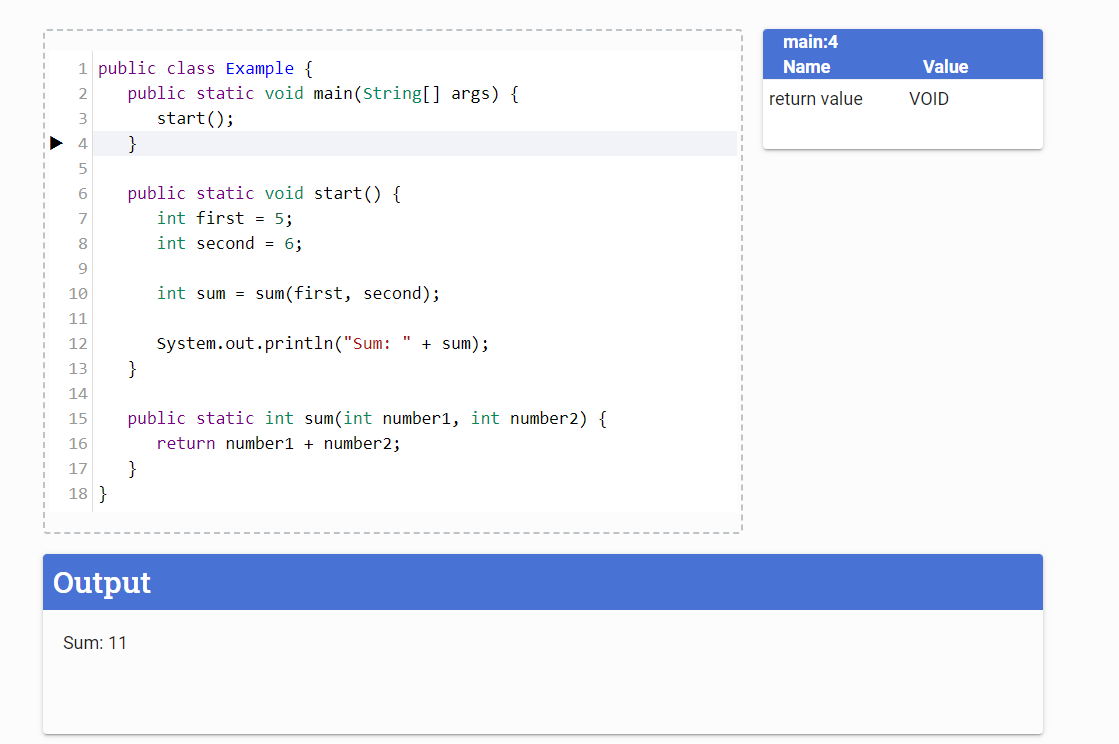 1 public class Example {
2 public static void main(String[] args) {
3 start();
4 }
5
6 public static void start() {
7 int first = 5;
8 int second = 6;
9
10 int sum = sum(first, second);
11
12 System.out.println("Sum: " + sum);
13 }
14
15 public static int sum(int number1, int number2) {
16 return number1 + number2;
17 }
18 }
main:4
Name Value
return value VOID
Output
Sum: 11